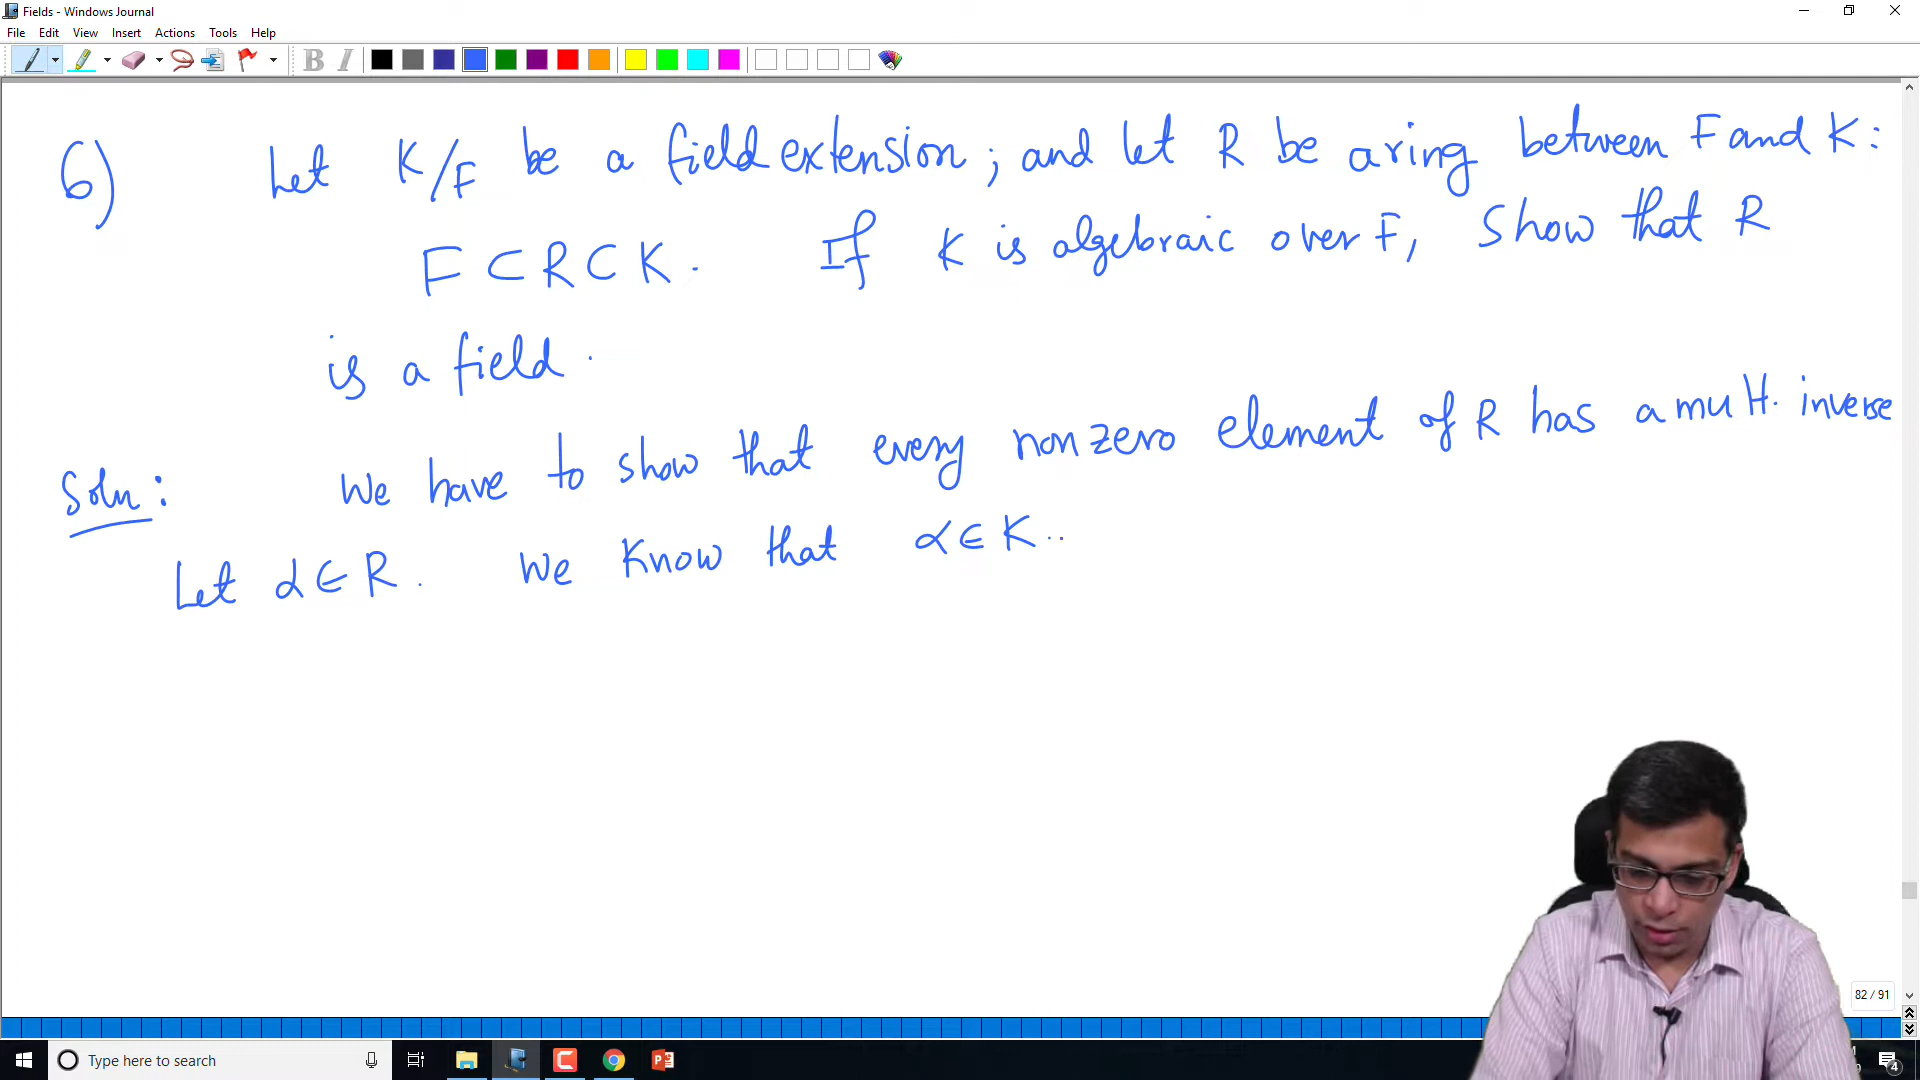 Fields - Windows Journal
File Edit View Insert Actions Tools Help
B I
6) Let K/F be a field extension; and let R be a ring between F and K:
F ⊂ R ⊂ K. If K is algebraic over F, Show that R
is a field.
Soln: We have to show that every nonzero element of R has a mult. inverse
Let α ∈ R. We know that α ∈ K..
82 / 91
Type here to search
4